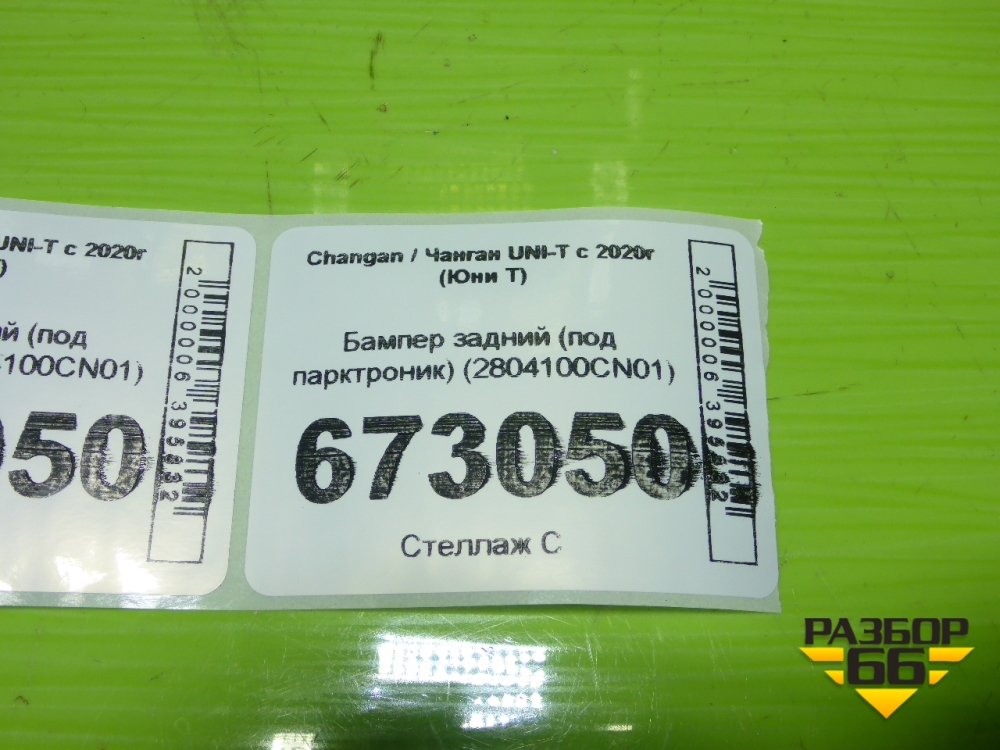 UNI-T с 2020г
(под
100CN01)
050
2000006395432
Changan / Чанган UNI-T с 2020г
(Юни Т)
Бампер задний (под
парктроник) (2804100CN01)
673050
Стеллаж С
РАЗБОР
66